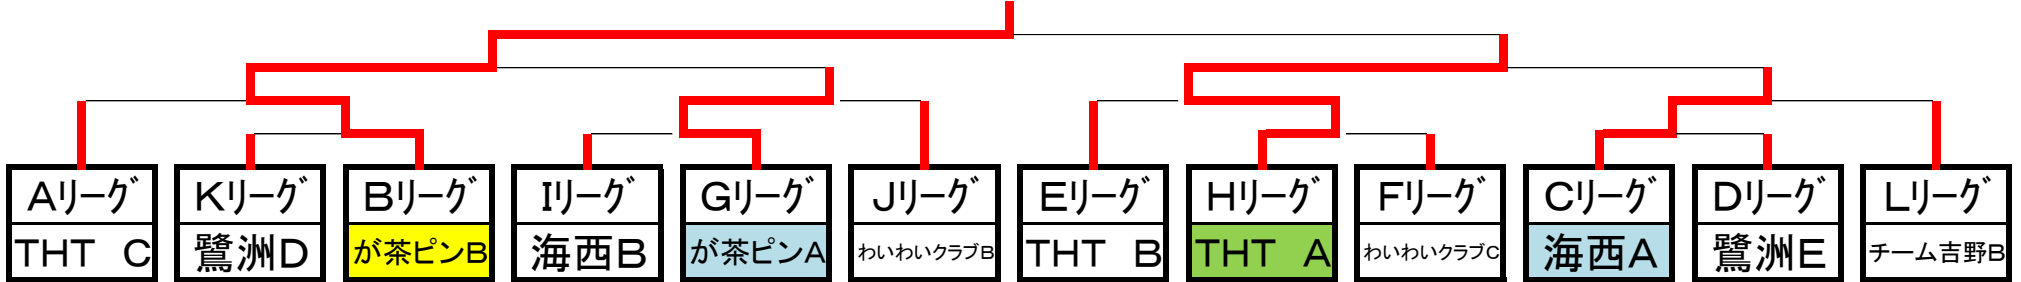 Aリーグ Kリーグ Bリーグ Iリーグ Gリーグ Jリーグ Eリーグ Hリーグ Fリーグ Cリーグ Dリーグ Lリーグ
THT C 鷺洲D が茶ピンB 海西B が茶ピンA わいわいクラブB THT B THT A わいわいクラブC 海西A 鷺洲E チーム吉野B